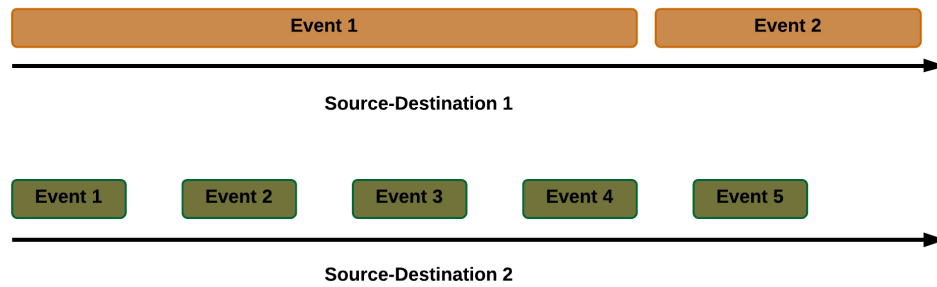 Event 1 Event 2
Source-Destination 1
Event 1 Event 2 Event 3 Event 4 Event 5
Source-Destination 2